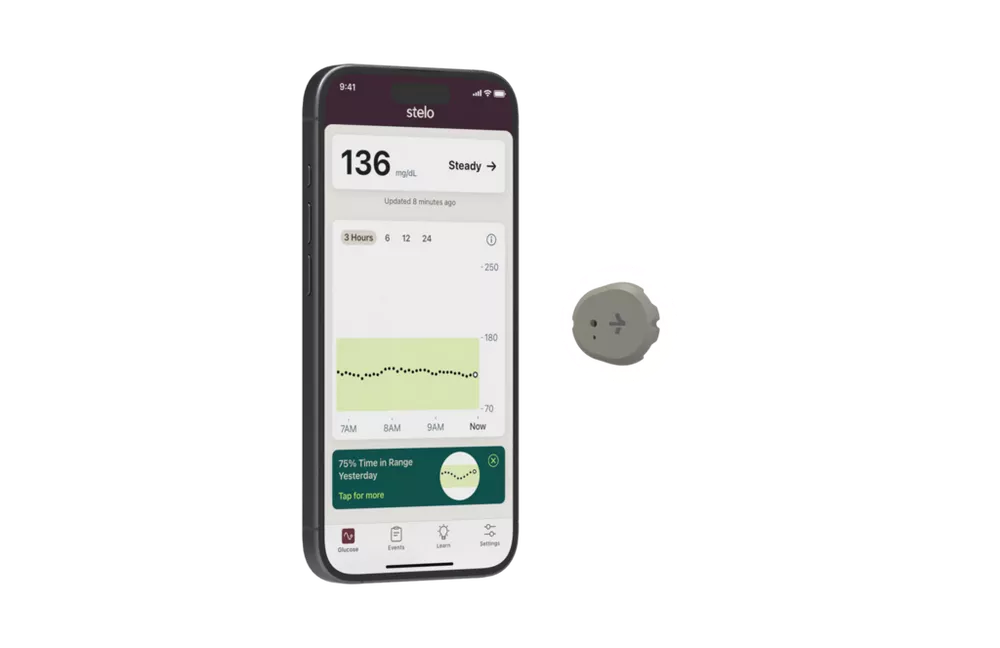 9:41
stelo
136 mg/dL Steady →
Updated 8 minutes ago
3 Hours 6 12 24
250
180
70
7AM 8AM 9AM Now
75% Time in Range
Yesterday
Tap for more
Glucose Events Learn Settings